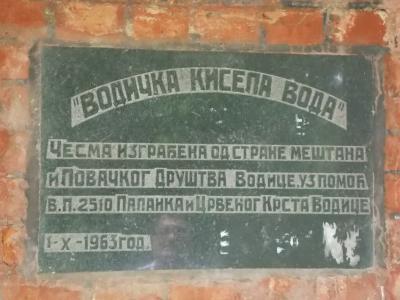 "ВОДИЧКА КИСЕЛА ВОДА"
ЧЕСМА ИЗГРАЂЕНА ОД СТРАНЕ МЕШТАНА
И ЛОВАЧКОГ ДРУШТВА ВОДИЦЕ, УЗ ПОМОЋ
В.П. 2510 ПАЛАНКА И ЦРВЕНОГ КРСТА ВОДИЦЕ
1-X-1963 ГОД.